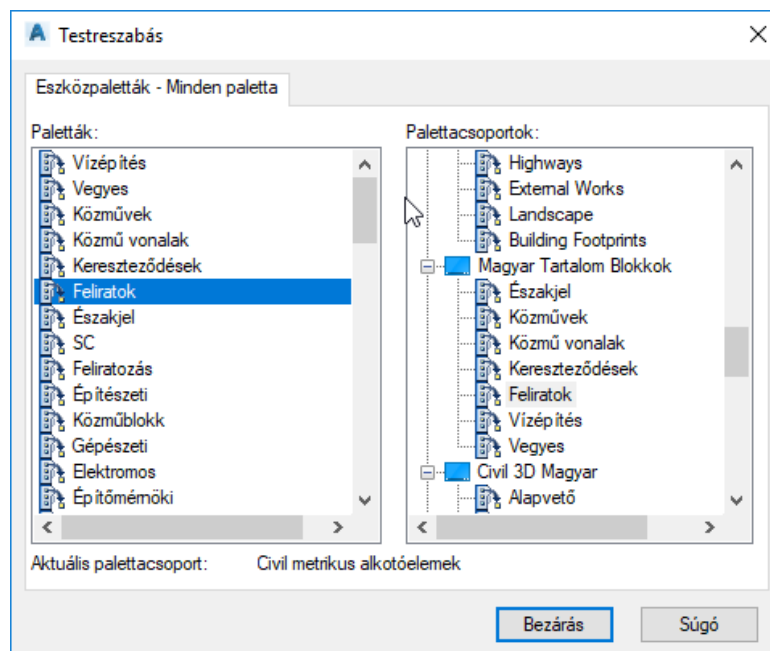 Testreszabás
Eszközpaletták - Minden paletta
Paletták:
Vízépítés
Vegyes
Közművek
Közmű vonalak
Kereszteződések
Feliratok
Északjel
SC
Feliratozás
Építészeti
Közműblokk
Gépészeti
Elektromos
Építőmérnöki
Palettacsoportok:
Highways
External Works
Landscape
Building Footprints
Magyar Tartalom Blokkok
Északjel
Közművek
Közmű vonalak
Kereszteződések
Feliratok
Vízépítés
Vegyes
Civil 3D Magyar
Alapvető
Aktuális palettacsoport: Civil metrikus alkotóelemek
Bezárás
Súgó